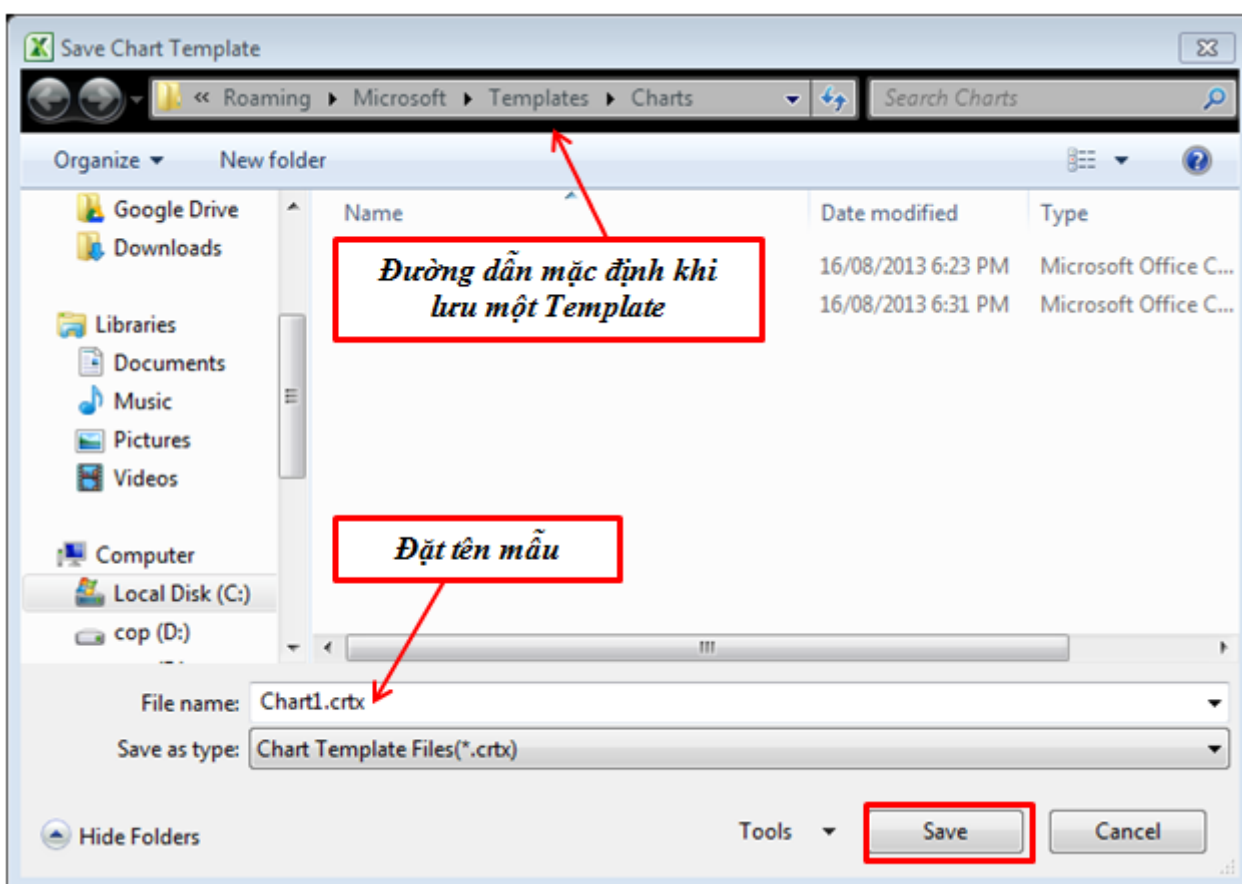 Save Chart Template
« Roaming ▸ Microsoft ▸ Templates ▸ Charts
Search Charts
Organize
New folder
Google Drive
Downloads
Libraries
Documents
Music
Pictures
Videos
Computer
Local Disk (C:)
cop (D:)
Name
Date modified
Type
Đường dẫn mặc định khi
lưu một Template
16/08/2013 6:23 PM
Microsoft Office C...
16/08/2013 6:31 PM
Microsoft Office C...
Đặt tên mẫu
File name: Chart1.crtx
Save as type: Chart Template Files(*.crtx)
Hide Folders
Tools
Save
Cancel